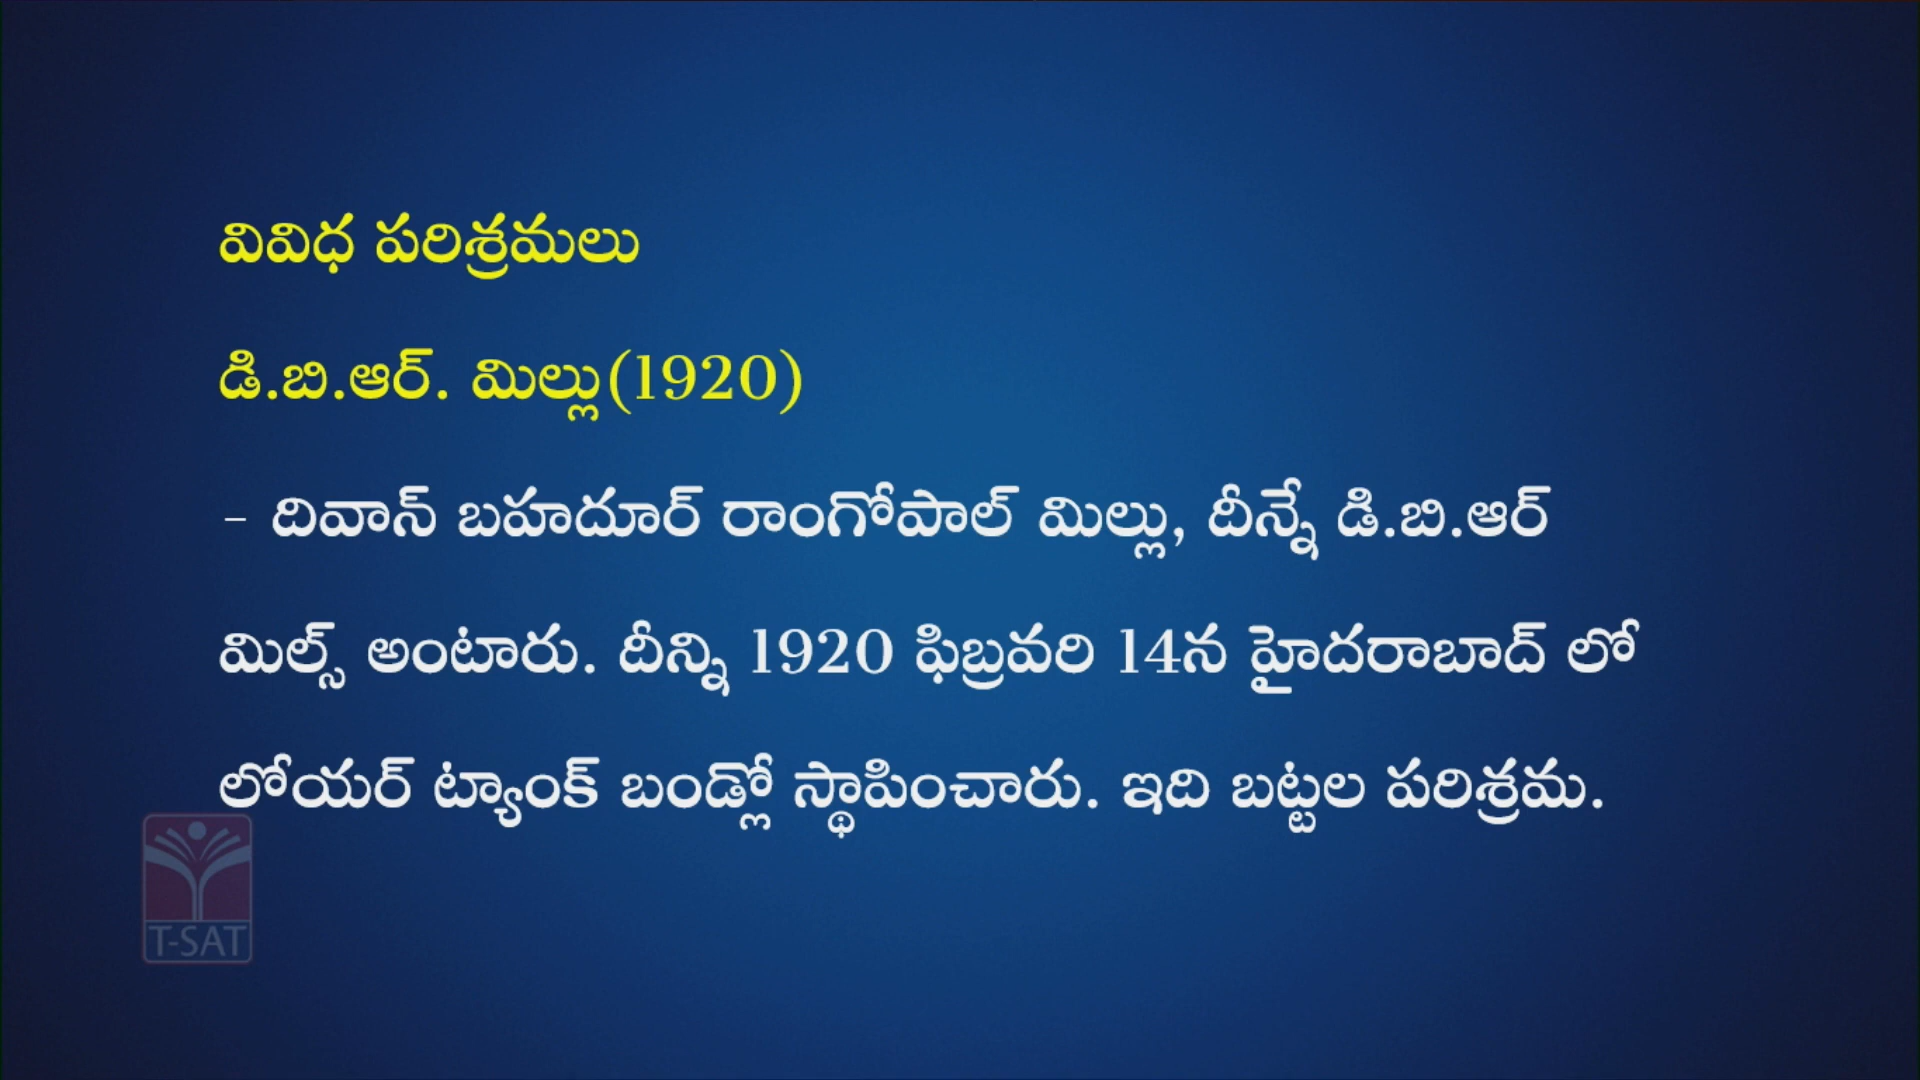 వివిధ పరిశ్రమలు
డి.బి.ఆర్. మిల్లు(1920)
- దివాన్ బహదూర్ రాంగోపాల్ మిల్లు, దీన్నే డి.బి.ఆర్
మిల్స్ అంటారు. దీన్ని 1920 ఫిబ్రవరి 14న హైదరాబాద్ లో
లోయర్ ట్యాంక్ బండ్లో స్థాపించారు. ఇది బట్టల పరిశ్రమ.
T-SAT